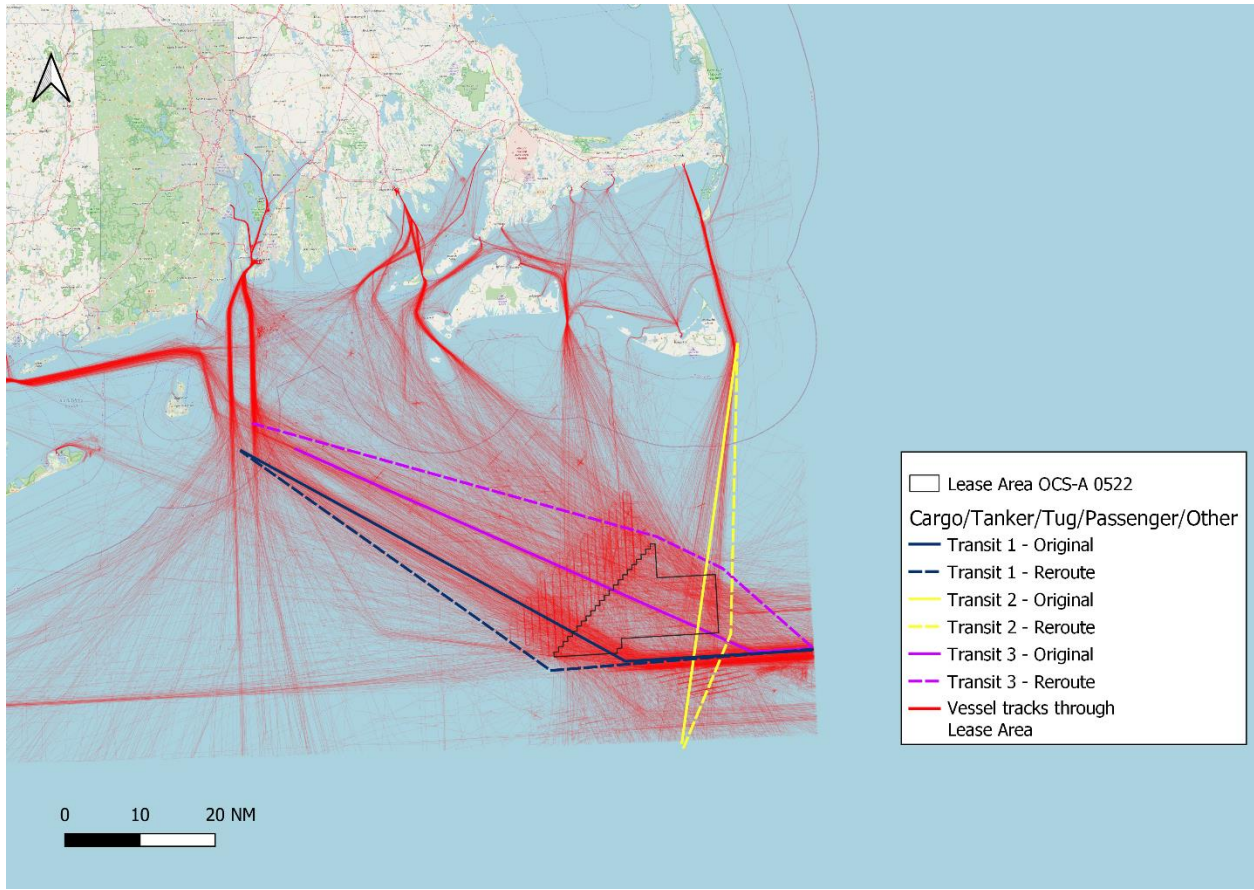 Lease Area OCS-A 0522
Cargo/Tanker/Tug/Passenger/Other
Transit 1 - Original
Transit 1 - Reroute
Transit 2 - Original
Transit 2 - Reroute
Transit 3 - Original
Transit 3 - Reroute
Vessel tracks through
Lease Area
0 10 20 NM